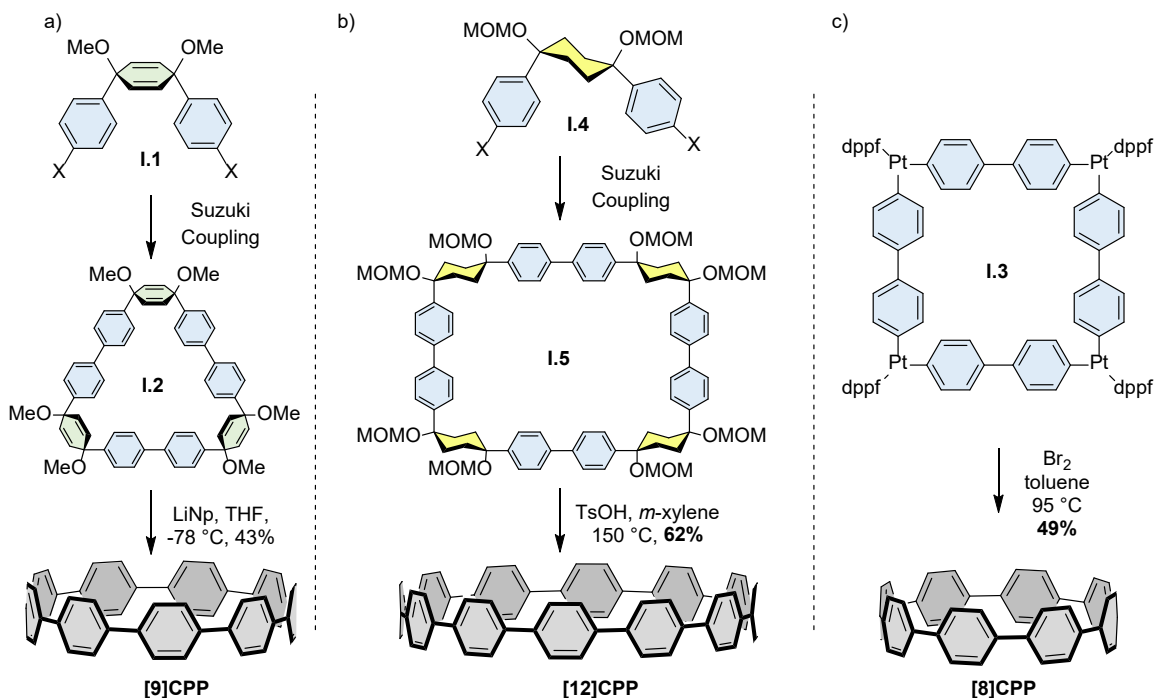 a)
MeO OMe
X X
I.1
Suzuki
Coupling
MeO OMe
I.2
MeO OMe
MeO OMe
LiNp, THF,
-78 °C, 43%
[9]CPP
b)
MOMO OMOM
I.4
X X
Suzuki
Coupling
MOMO OMOM
MOMO OMOM
I.5
MOMO OMOM
MOMO OMOM
TsOH, m-xylene
150 °C, 62%
[12]CPP
c)
dppf dppf
Pt Pt
I.3
Pt Pt
dppf dppf
Br2
toluene
95 °C
49%
[8]CPP